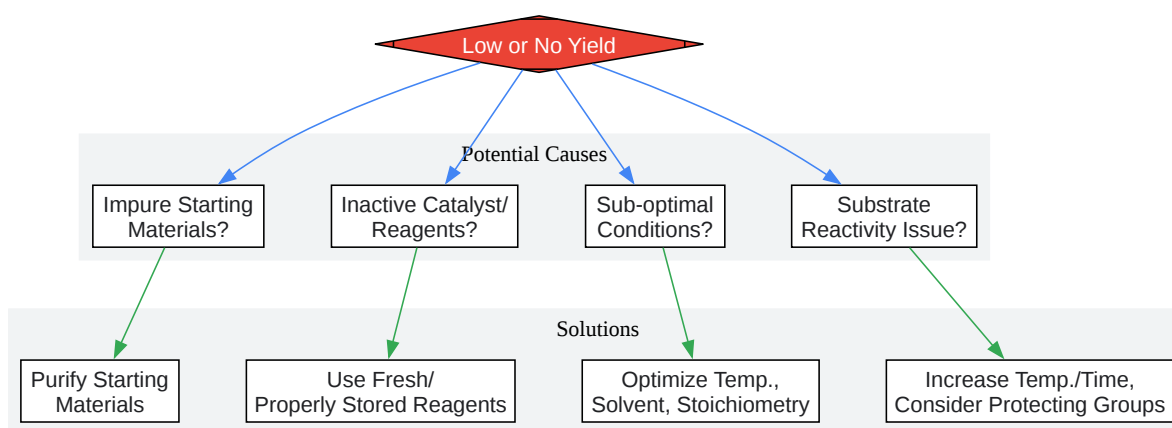 Low or No Yield
Potential Causes
Impure Starting
Materials?
Inactive Catalyst/
Reagents?
Sub-optimal
Conditions?
Substrate
Reactivity Issue?
Solutions
Purify Starting
Materials
Use Fresh/
Properly Stored Reagents
Optimize Temp.,
Solvent, Stoichiometry
Increase Temp./Time,
Consider Protecting Groups